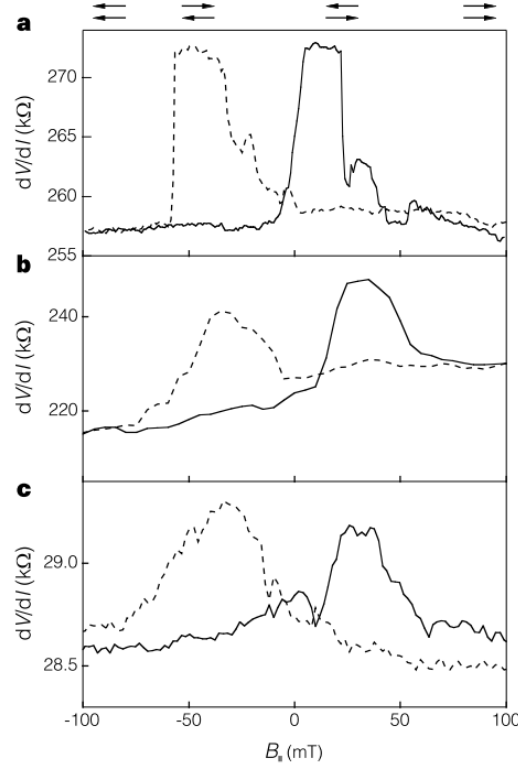 a
dV/dI (kΩ)
270
265
260
255
b
dV/dI (kΩ)
240
220
c
dV/dI (kΩ)
29.0
28.5
-100 -50 0 50 100
B॥ (mT)